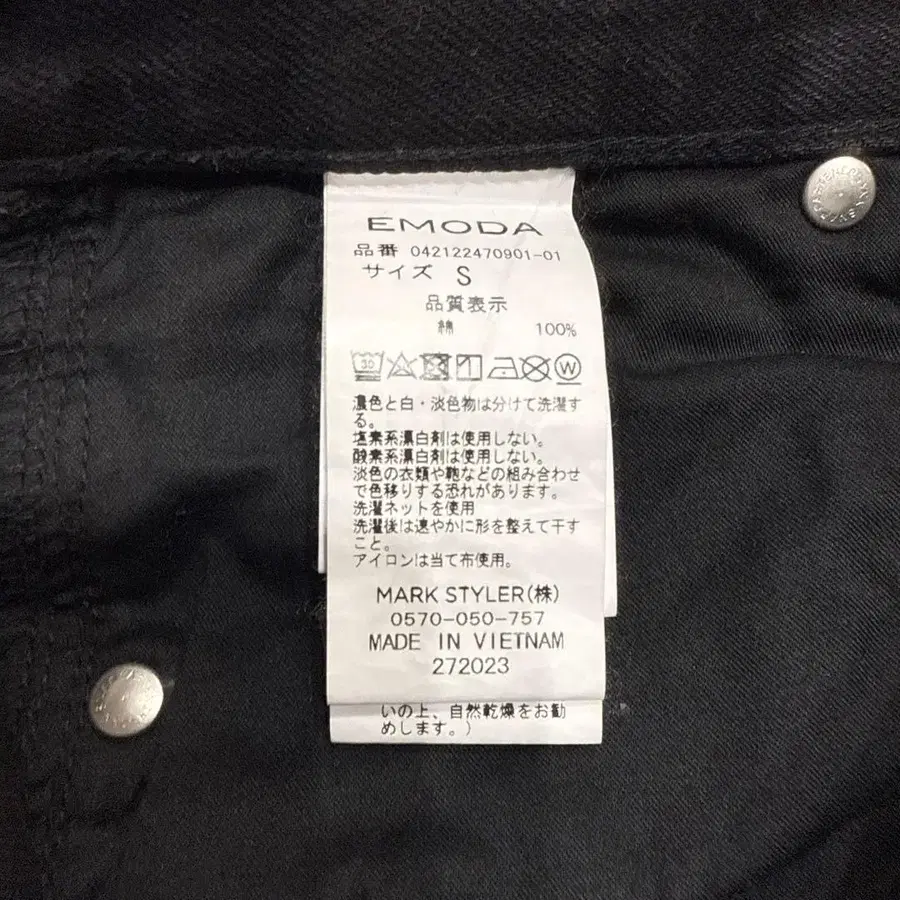 EMODA
品番 042122470901-01
サイズ S
品質表示
綿 100%
30
W
濃色と白・淡色物は分けて洗濯す
る。
塩素系漂白剤は使用しない。
酸素系漂白剤は使用しない。
淡色の衣類や鞄などの組み合わせ
で色移りする恐れがあります。
洗濯ネットを使用
洗濯後は速やかに形を整えて干す
こと。
アイロンは当て布使用。
MARK STYLER(株)
0570-050-757
MADE IN VIETNAM
272023
いの上、自然乾燥をお勧
めします。)